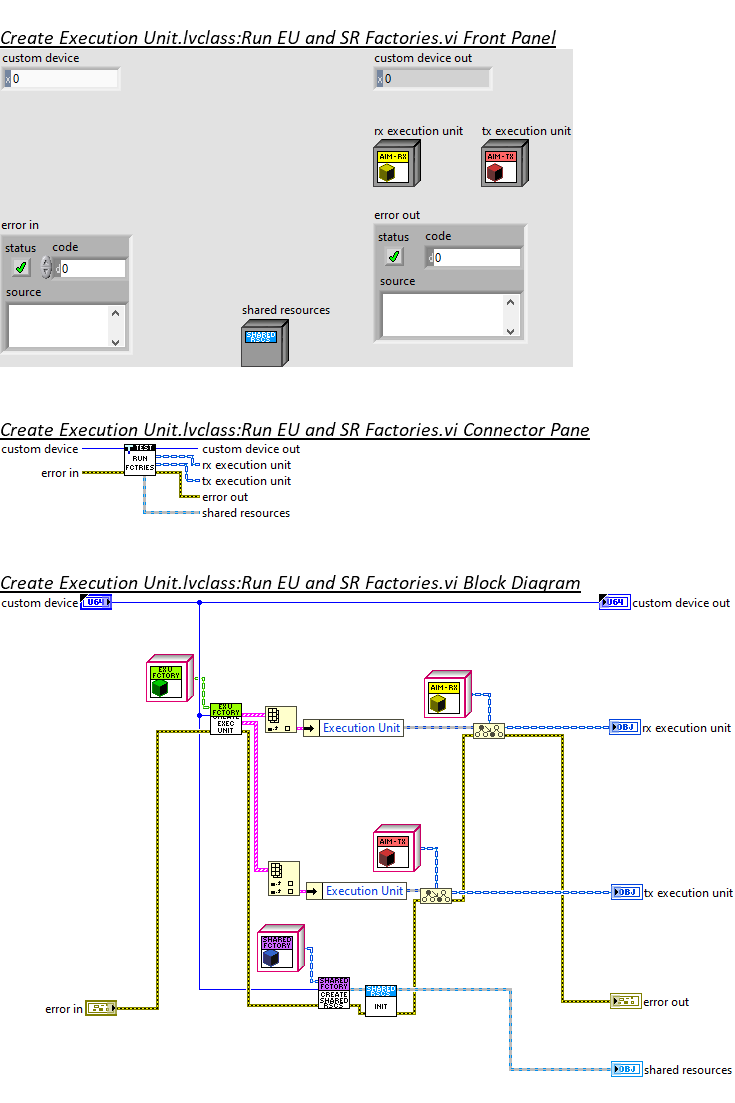 Create Execution Unit.lvclass:Run EU and SR Factories.vi Front Panel
custom device
custom device out
x 0
x 0
rx execution unit
tx execution unit
AIM-RX
AIM-TX
error in
error out
status
code
status
code
d 0
d 0
source
source
shared resources
SHARED
RSCS
Create Execution Unit.lvclass:Run EU and SR Factories.vi Connector Pane
custom device
TEST
custom device out
RUN
rx execution unit
FCTRIES
error in
tx execution unit
error out
shared resources
Create Execution Unit.lvclass:Run EU and SR Factories.vi Block Diagram
custom device
U64
U64
custom device out
EXU
FCTORY
AIM-RX
EXU
FCTORY
CREATE
EXEC
UNIT
Execution Unit
OBJ
rx execution unit
AIM-TX
Execution Unit
OBJ
tx execution unit
SHARED
FCTORY
SHARED
FCTORY
CREATE
SHARED
RSCS
SHARED
RSCS
INIT
error in
error out
OBJ
shared resources